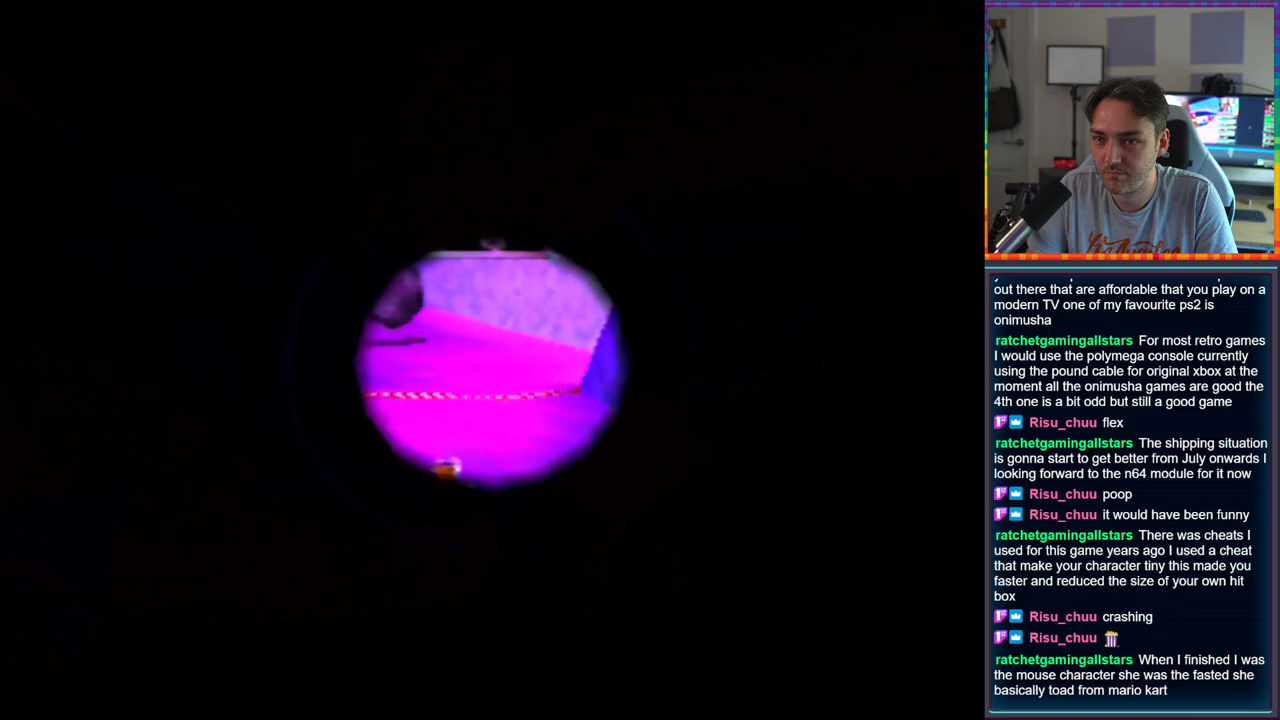 out there that are affordable that you play on a
modern TV one of my favourite ps2 is
onimusha
ratchetgamingallstars For most retro games
I would use the polymega console currently
using the pound cable for original xbox at the
moment all the onimusha games are good the
4th one is a bit odd but still a good game
Risu_chuu flex
ratchetgamingallstars The shipping situation
is gonna start to get better from July onwards I
looking forward to the n64 module for it now
Risu_chuu poop
Risu_chuu it would have been funny
ratchetgamingallstars There was cheats I
used for this game years ago I used a cheat
that make your character tiny this made you
faster and reduced the size of your own hit
box
Risu_chuu crashing
Risu_chuu
ratchetgamingallstars When I finished I was
the mouse character she was the fasted she
basically toad from mario kart